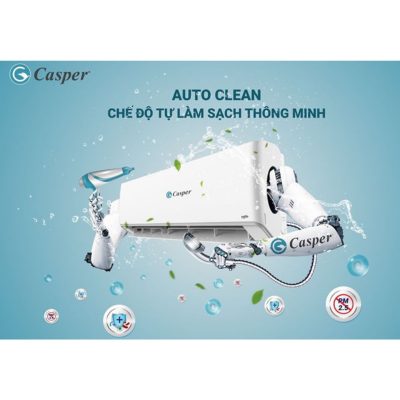 Casper
AUTO CLEAN
CHẾ ĐỘ TỰ LÀM SẠCH THÔNG MINH
Casper
Casper
PM
2.5